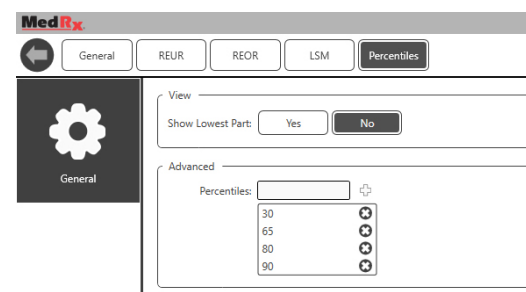 MedRx
General REUR REOR LSM Percentiles
View
Show Lowest Part: Yes No
General
Advanced
Percentiles:
30
65
80
90